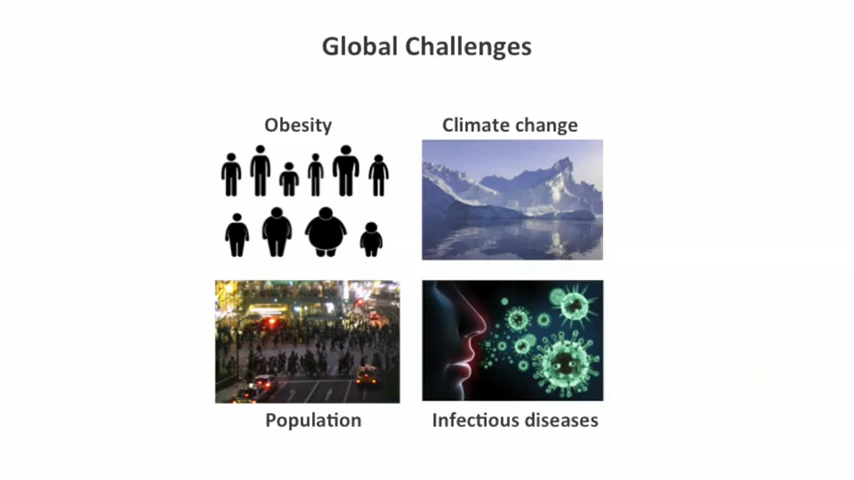 Global Challenges
Obesity
Climate change
Population
Infectious diseases